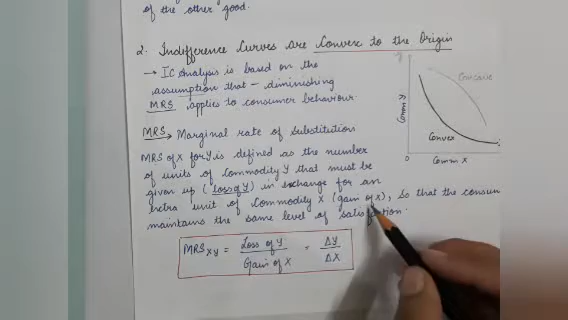 of the other good.
2. Indifference Curves are Convex to the Origin
→ IC Analysis is based on the
assumption that - diminishing
MRS applies to consumer behaviour.
MRS → Marginal rate of substitution
MRS of X for Y is defined as the number
of units of commodity Y that must be
given up (loss of Y) in exchange for an
extra unit of commodity X (gain of X), so that the consum
maintains the same level of satisfaction.
MRSxy = Loss of Y / Gain of X = ΔY / ΔX
Y
Concave
Comm Y
Convex
O
Comm X